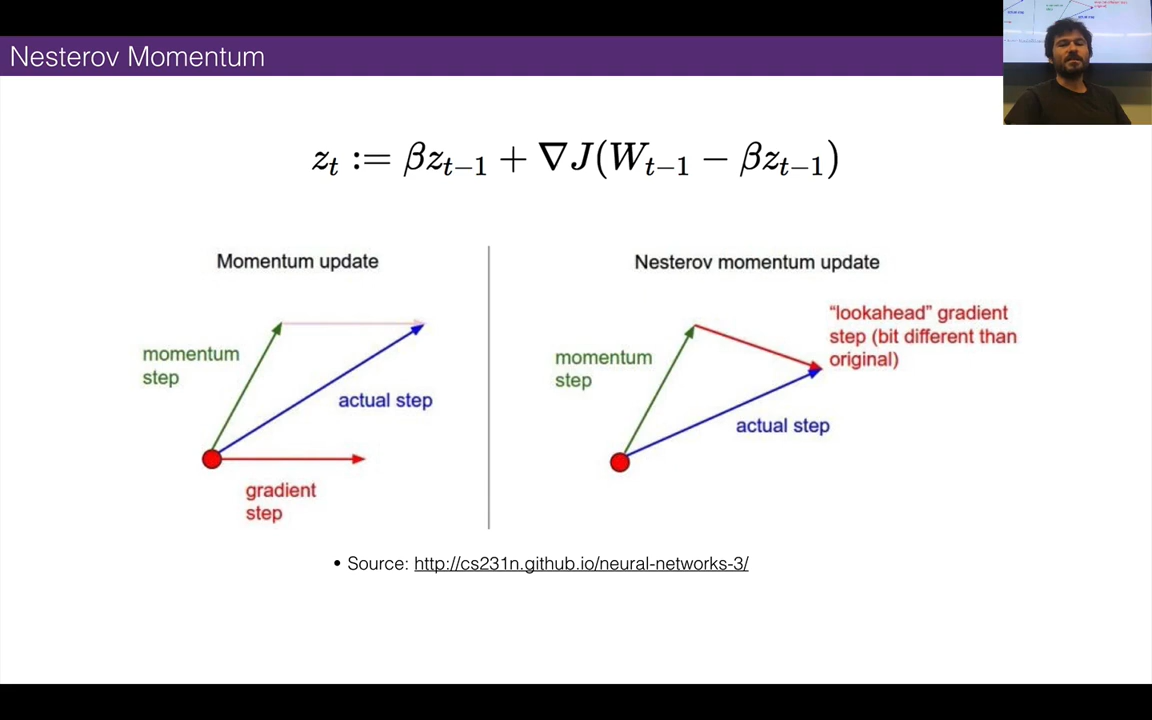 Nesterov Momentum
z_t := βz_{t−1} + ∇J(W_{t−1} − βz_{t−1})
Momentum update
momentum
step
actual step
gradient
step
Nesterov momentum update
momentum
step
“lookahead” gradient
step (bit different than
original)
actual step
• Source: http://cs231n.github.io/neural-networks-3/